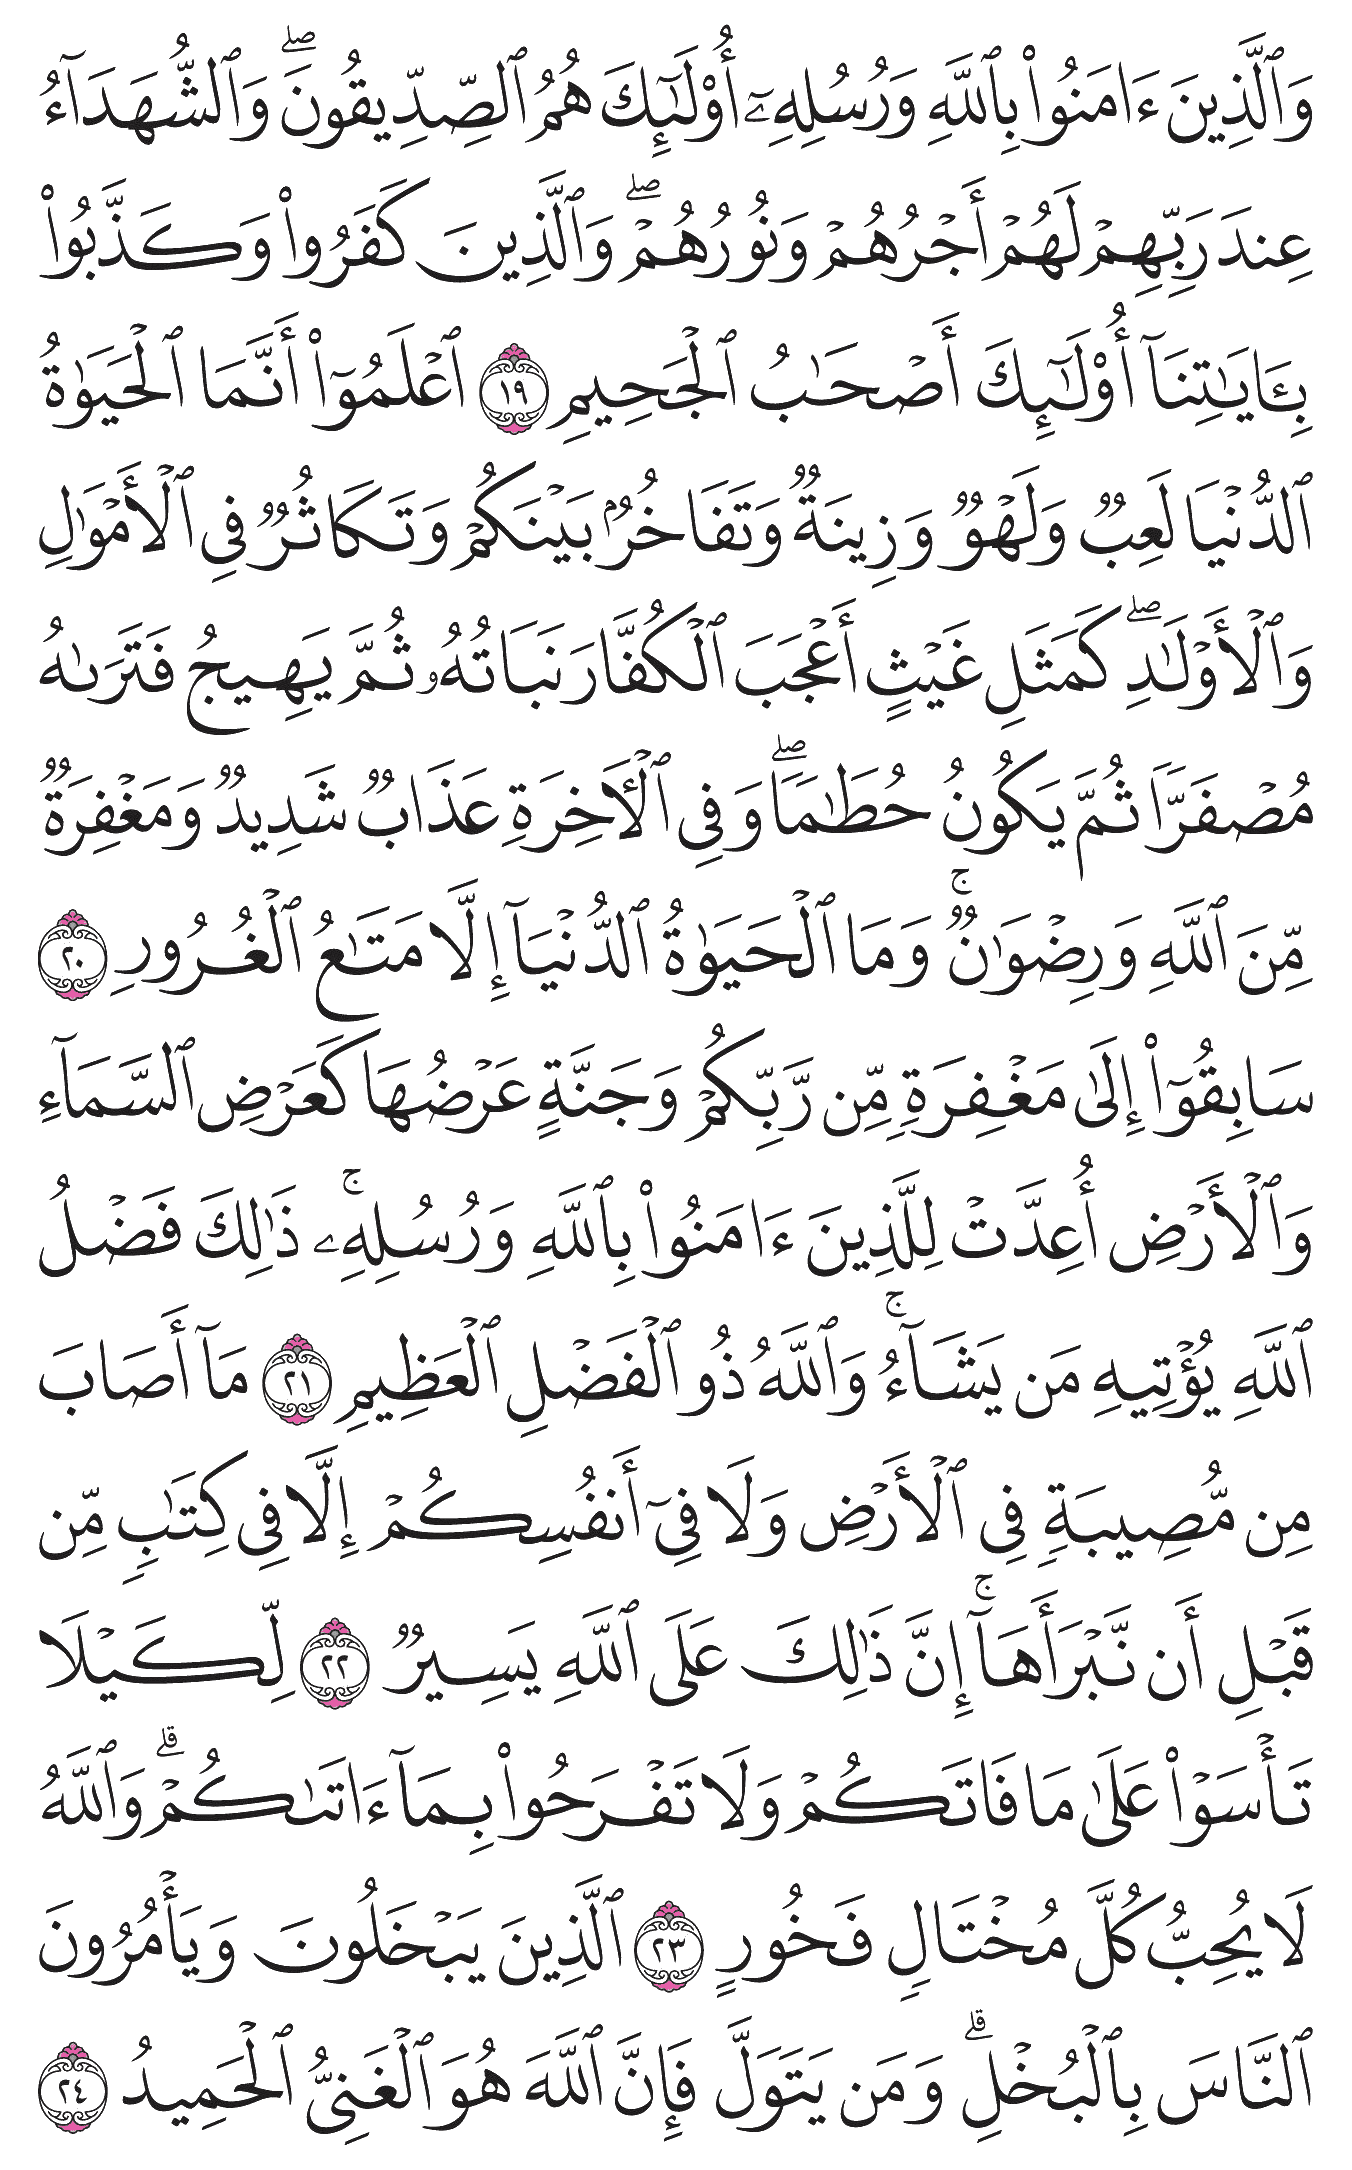 وَٱلَّذِينَ ءَامَنُوا۟ بِٱللَّهِ وَرُسُلِهِۦٓ أُو۟لَـٰٓئِكَ هُمُ ٱلصِّدِّيقُونَ ۖ وَٱلشُّهَدَآءُ
عِندَ رَبِّهِمْ لَهُمْ أَجْرُهُمْ وَنُورُهُمْ ۖ وَٱلَّذِينَ كَفَرُوا۟ وَكَذَّبُوا۟
بِـَٔايَـٰتِنَآ أُو۟لَـٰٓئِكَ أَصْحَـٰبُ ٱلْجَحِيمِ ١٩ ٱعْلَمُوٓا۟ أَنَّمَا ٱلْحَيَوٰةُ
ٱلدُّنْيَا لَعِبٌ وَلَهْوٌ وَزِينَةٌ وَتَفَاخُرٌۢ بَيْنَكُمْ وَتَكَاثُرٌ فِى ٱلْأَمْوَٰلِ
وَٱلْأَوْلَـٰدِ ۖ كَمَثَلِ غَيْثٍ أَعْجَبَ ٱلْكُفَّارَ نَبَاتُهُۥ ثُمَّ يَهِيجُ فَتَرَىٰهُ
مُصْفَرًّا ثُمَّ يَكُونُ حُطَـٰمًا ۖ وَفِى ٱلْـَٔاخِرَةِ عَذَابٌ شَدِيدٌ وَمَغْفِرَةٌ
مِّنَ ٱللَّهِ وَرِضْوَٰنٌ ۚ وَمَا ٱلْحَيَوٰةُ ٱلدُّنْيَآ إِلَّا مَتَـٰعُ ٱلْغُرُورِ ٢٠
سَابِقُوٓا۟ إِلَىٰ مَغْفِرَةٍ مِّن رَّبِّكُمْ وَجَنَّةٍ عَرْضُهَا كَعَرْضِ ٱلسَّمَآءِ
وَٱلْأَرْضِ أُعِدَّتْ لِلَّذِينَ ءَامَنُوا۟ بِٱللَّهِ وَرُسُلِهِۦ ۚ ذَٰلِكَ فَضْلُ
ٱللَّهِ يُؤْتِيهِ مَن يَشَآءُ ۚ وَٱللَّهُ ذُو ٱلْفَضْلِ ٱلْعَظِيمِ ٢١ مَآ أَصَابَ
مِن مُّصِيبَةٍ فِى ٱلْأَرْضِ وَلَا فِىٓ أَنفُسِكُمْ إِلَّا فِى كِتَـٰبٍ مِّن
قَبْلِ أَن نَّبْرَأَهَآ ۚ إِنَّ ذَٰلِكَ عَلَى ٱللَّهِ يَسِيرٌ ٢٢ لِّكَيْلَا
تَأْسَوْا۟ عَلَىٰ مَا فَاتَكُمْ وَلَا تَفْرَحُوا۟ بِمَآ ءَاتَىٰكُمْ ۗ وَٱللَّهُ
لَا يُحِبُّ كُلَّ مُخْتَالٍ فَخُورٍ ٢٣ ٱلَّذِينَ يَبْخَلُونَ وَيَأْمُرُونَ
ٱلنَّاسَ بِٱلْبُخْلِ ۗ وَمَن يَتَوَلَّ فَإِنَّ ٱللَّهَ هُوَ ٱلْغَنِىُّ ٱلْحَمِيدُ ٢٤